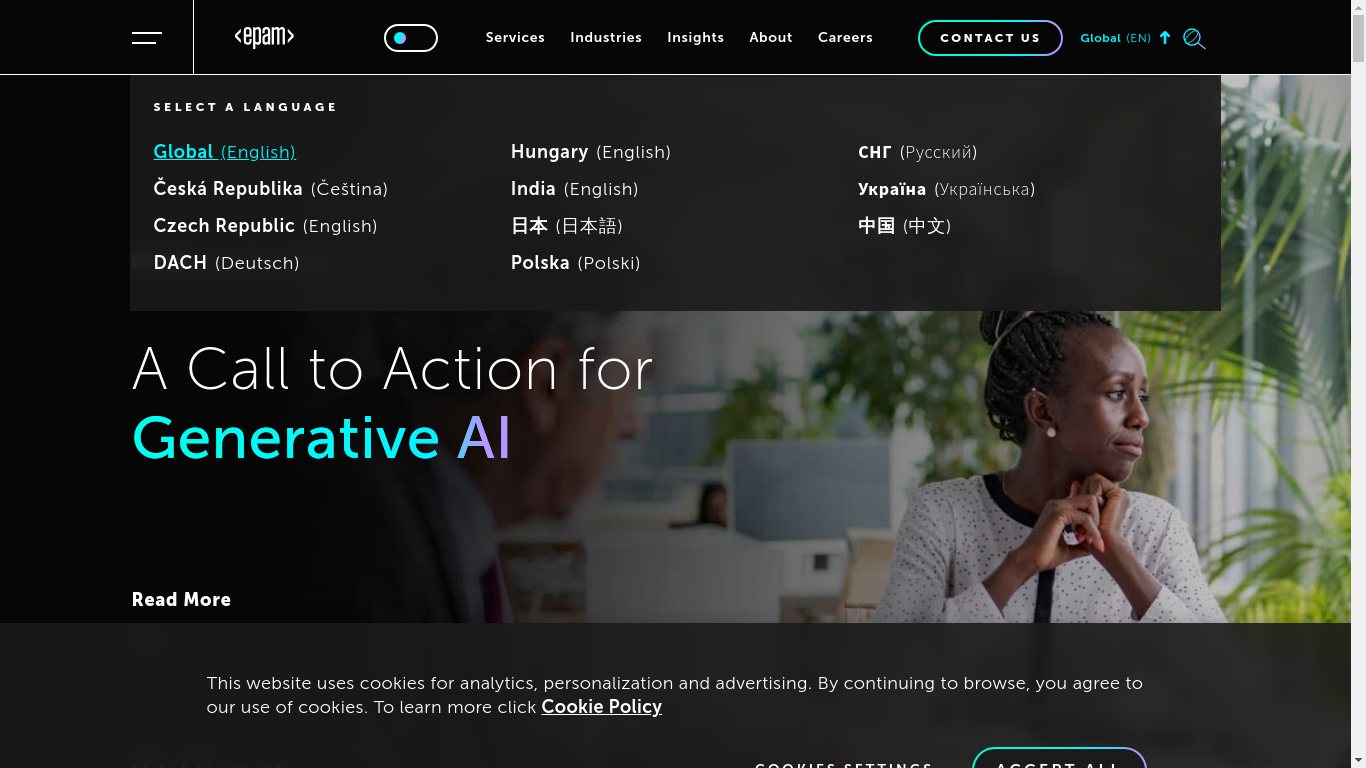 <epam>
Services Industries Insights About Careers
CONTACT US
Global (EN)
SELECT A LANGUAGE
Global (English)
Česká Republika (Čeština)
Czech Republic (English)
DACH (Deutsch)
Hungary (English)
India (English)
日本 (日本語)
Polska (Polski)
СНГ (Русский)
Україна (Українська)
中国 (中文)
A Call to Action for
Generative AI
Read More
This website uses cookies for analytics, personalization and advertising. By continuing to browse, you agree to
our use of cookies. To learn more click Cookie Policy
COOKIES SETTINGS
ACCEPT ALL